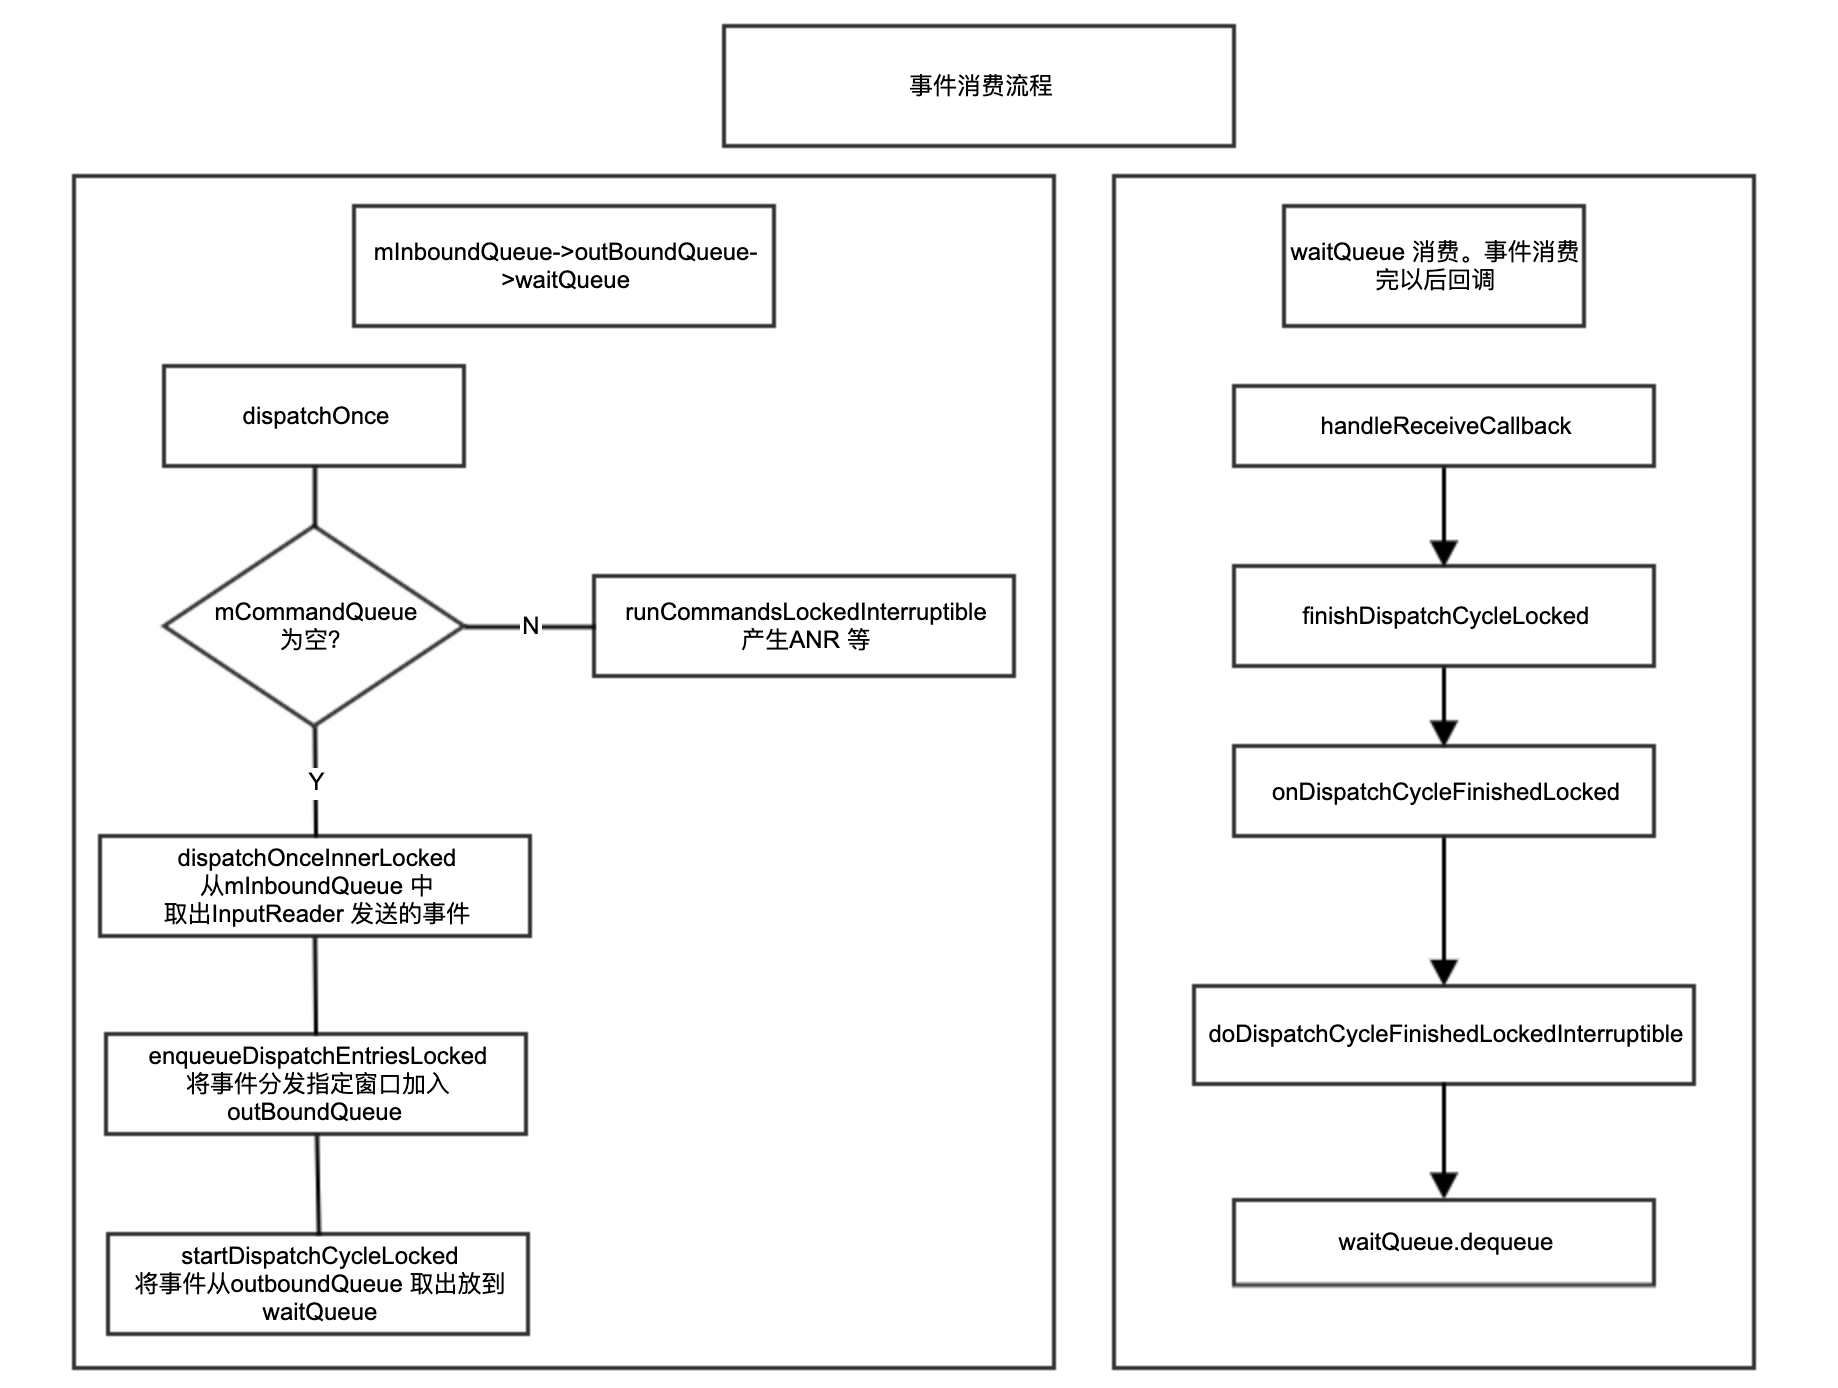 事件消费流程
mInboundQueue->outBoundQueue-
>waitQueue
dispatchOnce
mCommandQueue
为空?
N
runCommandsLockedInterruptible
产生ANR 等
Y
dispatchOnceInnerLocked
从mInboundQueue 中
取出InputReader 发送的事件
enqueueDispatchEntriesLocked
将事件分发指定窗口加入
outBoundQueue
startDispatchCycleLocked
将事件从outboundQueue 取出放到
waitQueue
waitQueue 消费。事件消费
完以后回调
handleReceiveCallback
finishDispatchCycleLocked
onDispatchCycleFinishedLocked
doDispatchCycleFinishedLockedInterruptible
waitQueue.dequeue